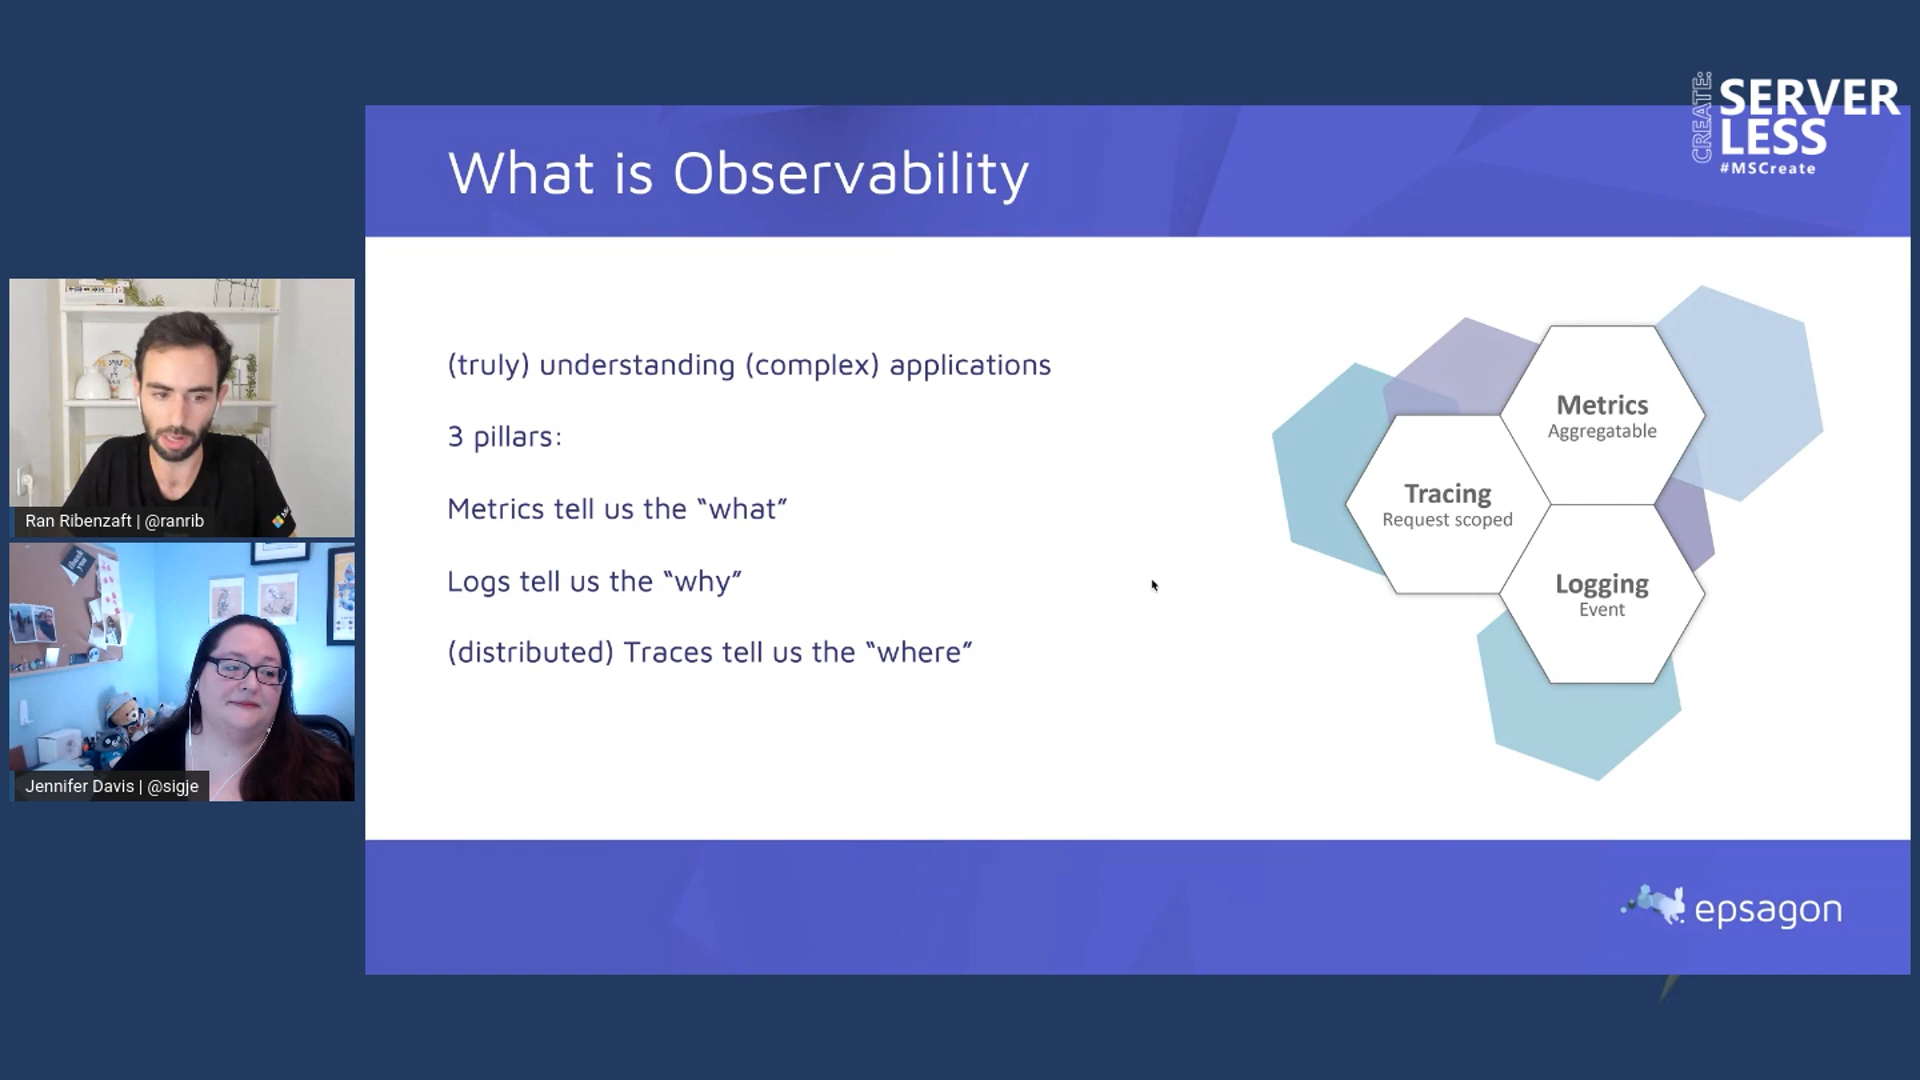 CREATE:
SERVER
LESS
#MSCreate
What is Observability
(truly) understanding (complex) applications
3 pillars:
Metrics tell us the “what”
Logs tell us the “why”
(distributed) Traces tell us the “where”
Metrics
Aggregatable
Tracing
Request scoped
Logging
Event
Ran Ribenzaft | @ranrib
Jennifer Davis | @sigje
epsagon